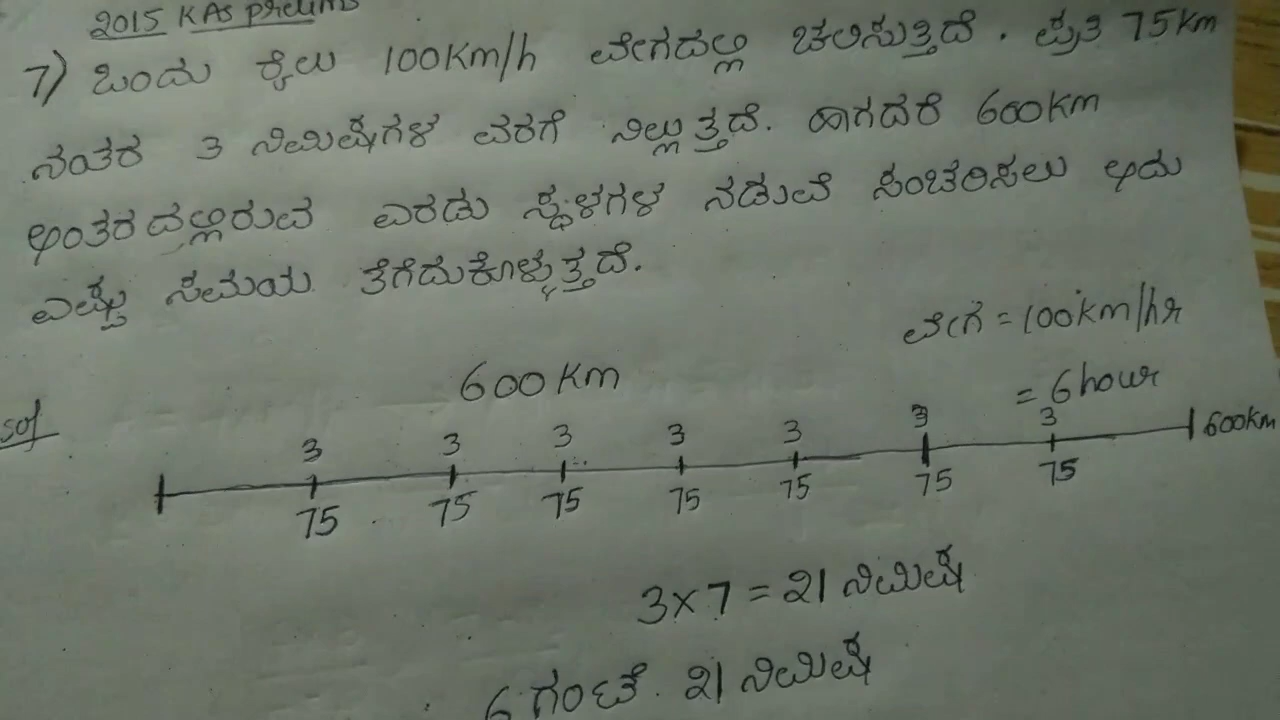 2015 KAS prelims
7) ಒಂದು ರೈಲು 100Km/h ವೇಗದಲ್ಲಿ ಚಲಿಸುತ್ತಿದೆ . ಪ್ರತಿ 75Km
ನಂತರ 3 ನಿಮಿಷಗಳ ವರಗೆ ನಿಲ್ಲುತ್ತದೆ. ಹಾಗದರೆ 600km
ಅಂತರದಲ್ಲಿರುವ ಎರಡು ಸ್ಥಳಗಳ ನಡುವೆ ಸಂಚರಿಸಲು ಅದು
ಎಷ್ಟು ಸಮಯ ತೆಗೆದುಕೊಳ್ಳುತ್ತದೆ.
ವೇಗ = 100km/hr
600 Km
= 6 hour
sol
3 3 3 3 3 3 3
600km
75 75 75 75 75 75 75
3×7 = 21 ನಿಮಿಷ
6 ಗಂಟೆ. 21 ನಿಮಿಷ